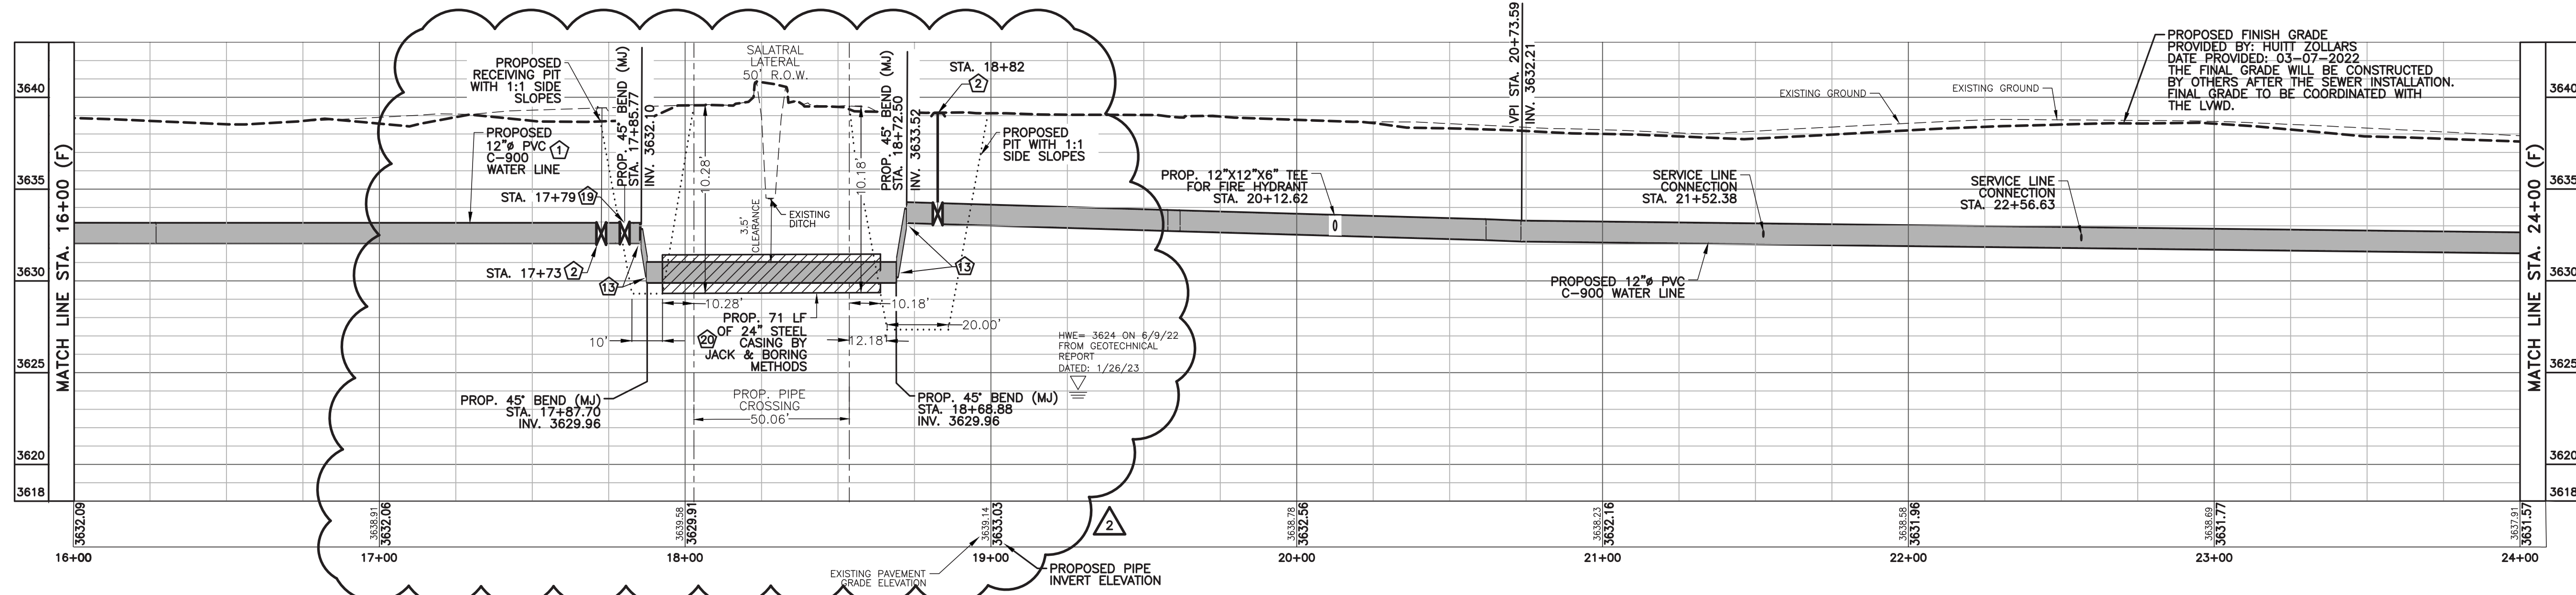 MATCH LINE STA. 16+00 (F)
3640
3635
3630
3625
3620
3618
PROPOSED
RECEIVING PIT
WITH 1:1 SIDE
SLOPES
PROPOSED
12"ø PVC
C-900
WATER LINE
1
STA. 17+79
19
STA. 17+73
2
13
PROP. 45° BEND (MJ)
STA. 17+85.77
INV. 3632.10
SALATRAL
LATERAL
50' R.O.W.
10.28'
3.5'
CLEARANCE
EXISTING
DITCH
10.18'
PROP. 45° BEND (MJ)
STA. 18+72.50
INV. 3633.52
STA. 18+82
2
PROPOSED
PIT WITH 1:1
SIDE SLOPES
13
10.28'
10.18'
20.00'
10'
20
PROP. 71 LF
OF 24" STEEL
CASING BY
JACK & BORING
METHODS
12.18'
PROP. 45° BEND (MJ)
STA. 17+87.70
INV. 3629.96
PROP. PIPE
CROSSING
50.06'
PROP. 45° BEND (MJ)
STA. 18+68.88
INV. 3629.96
HWE= 3624 ON 6/9/22
FROM GEOTECHNICAL
REPORT
DATED: 1/26/23
PROP. 12"X12"X6" TEE
FOR FIRE HYDRANT
STA. 20+12.62
VPI STA. 20+73.59
INV. 3632.21
SERVICE LINE
CONNECTION
STA. 21+52.38
PROPOSED 12"ø PVC
C-900 WATER LINE
SERVICE LINE
CONNECTION
STA. 22+56.63
EXISTING GROUND
EXISTING GROUND
PROPOSED FINISH GRADE
PROVIDED BY: HUITT ZOLLARS
DATE PROVIDED: 03-07-2022
THE FINAL GRADE WILL BE CONSTRUCTED
BY OTHERS AFTER THE SEWER INSTALLATION.
FINAL GRADE TO BE COORDINATED WITH
THE LVWD.
MATCH LINE STA. 24+00 (F)
3640
3635
3630
3625
3620
3618
3632.09
3638.91
3632.06
3639.58
3629.91
3639.14
3633.03
2
3638.78
3632.56
3638.23
3632.16
3638.58
3631.96
3638.69
3631.77
3637.91
3631.57
16+00
17+00
18+00
19+00
20+00
21+00
22+00
23+00
24+00
EXISTING PAVEMENT
GRADE ELEVATION
PROPOSED PIPE
INVERT ELEVATION